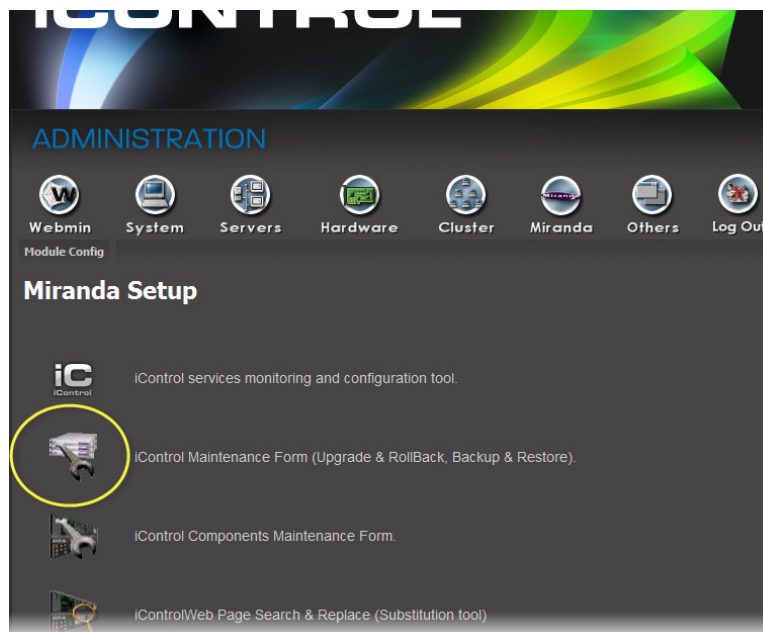 iCONTROL
ADMINISTRATION
Webmin System Servers Hardware Cluster Miranda Others Log Out
Module Config
Miranda Setup
iC
iControl
iControl services monitoring and configuration tool.
iControl Maintenance Form (Upgrade & RollBack, Backup & Restore).
iControl Components Maintenance Form.
iControlWeb Page Search & Replace (Substitution tool)